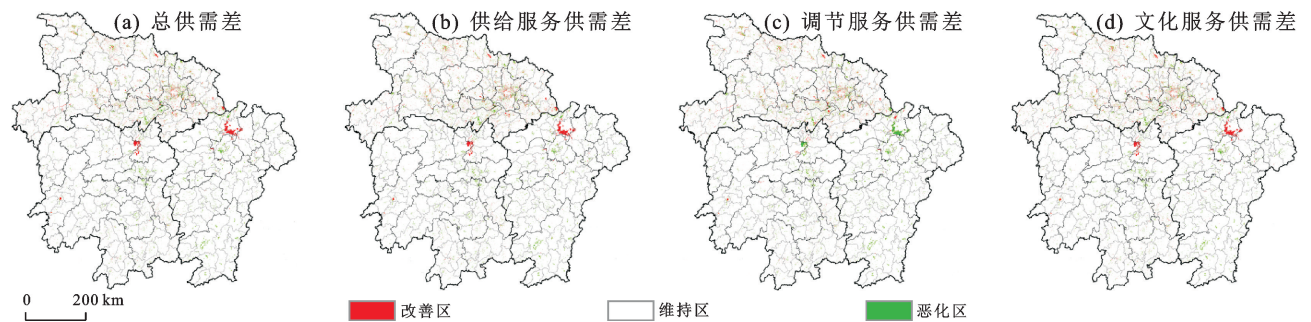 (a) 总供需差
(b) 供给服务供需差
(c) 调节服务供需差
(d) 文化服务供需差
0 200 km
改善区
维持区
恶化区